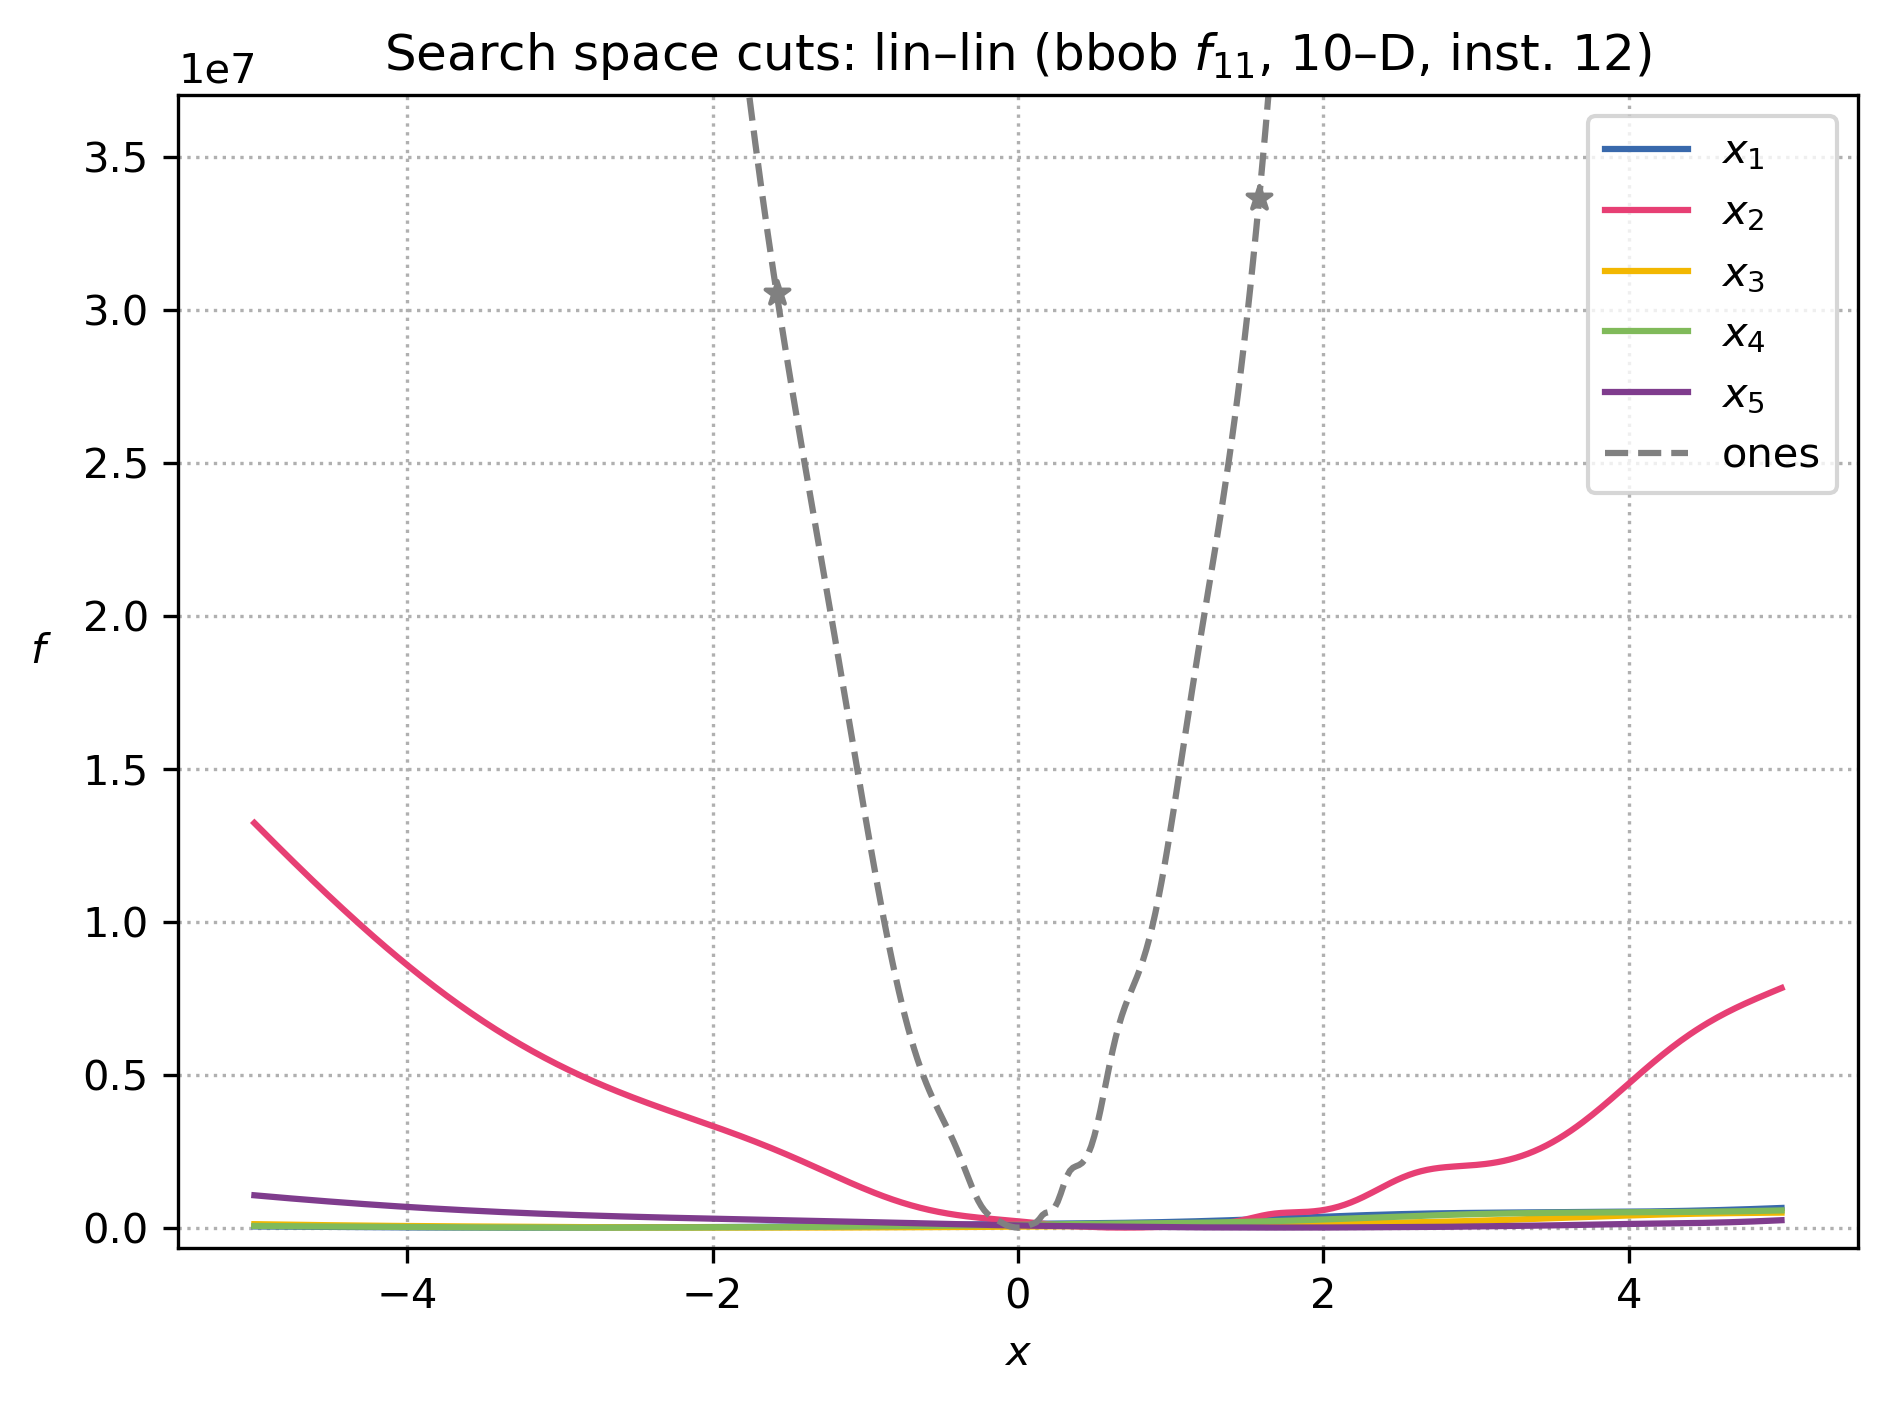 Search space cuts: lin–lin (bbob f₁₁, 10–D, inst. 12)
1e7
3.5
3.0
2.5
2.0
1.5
1.0
0.5
0.0
f
−4
−2
0
2
4
x
x₁
x₂
x₃
x₄
x₅
ones